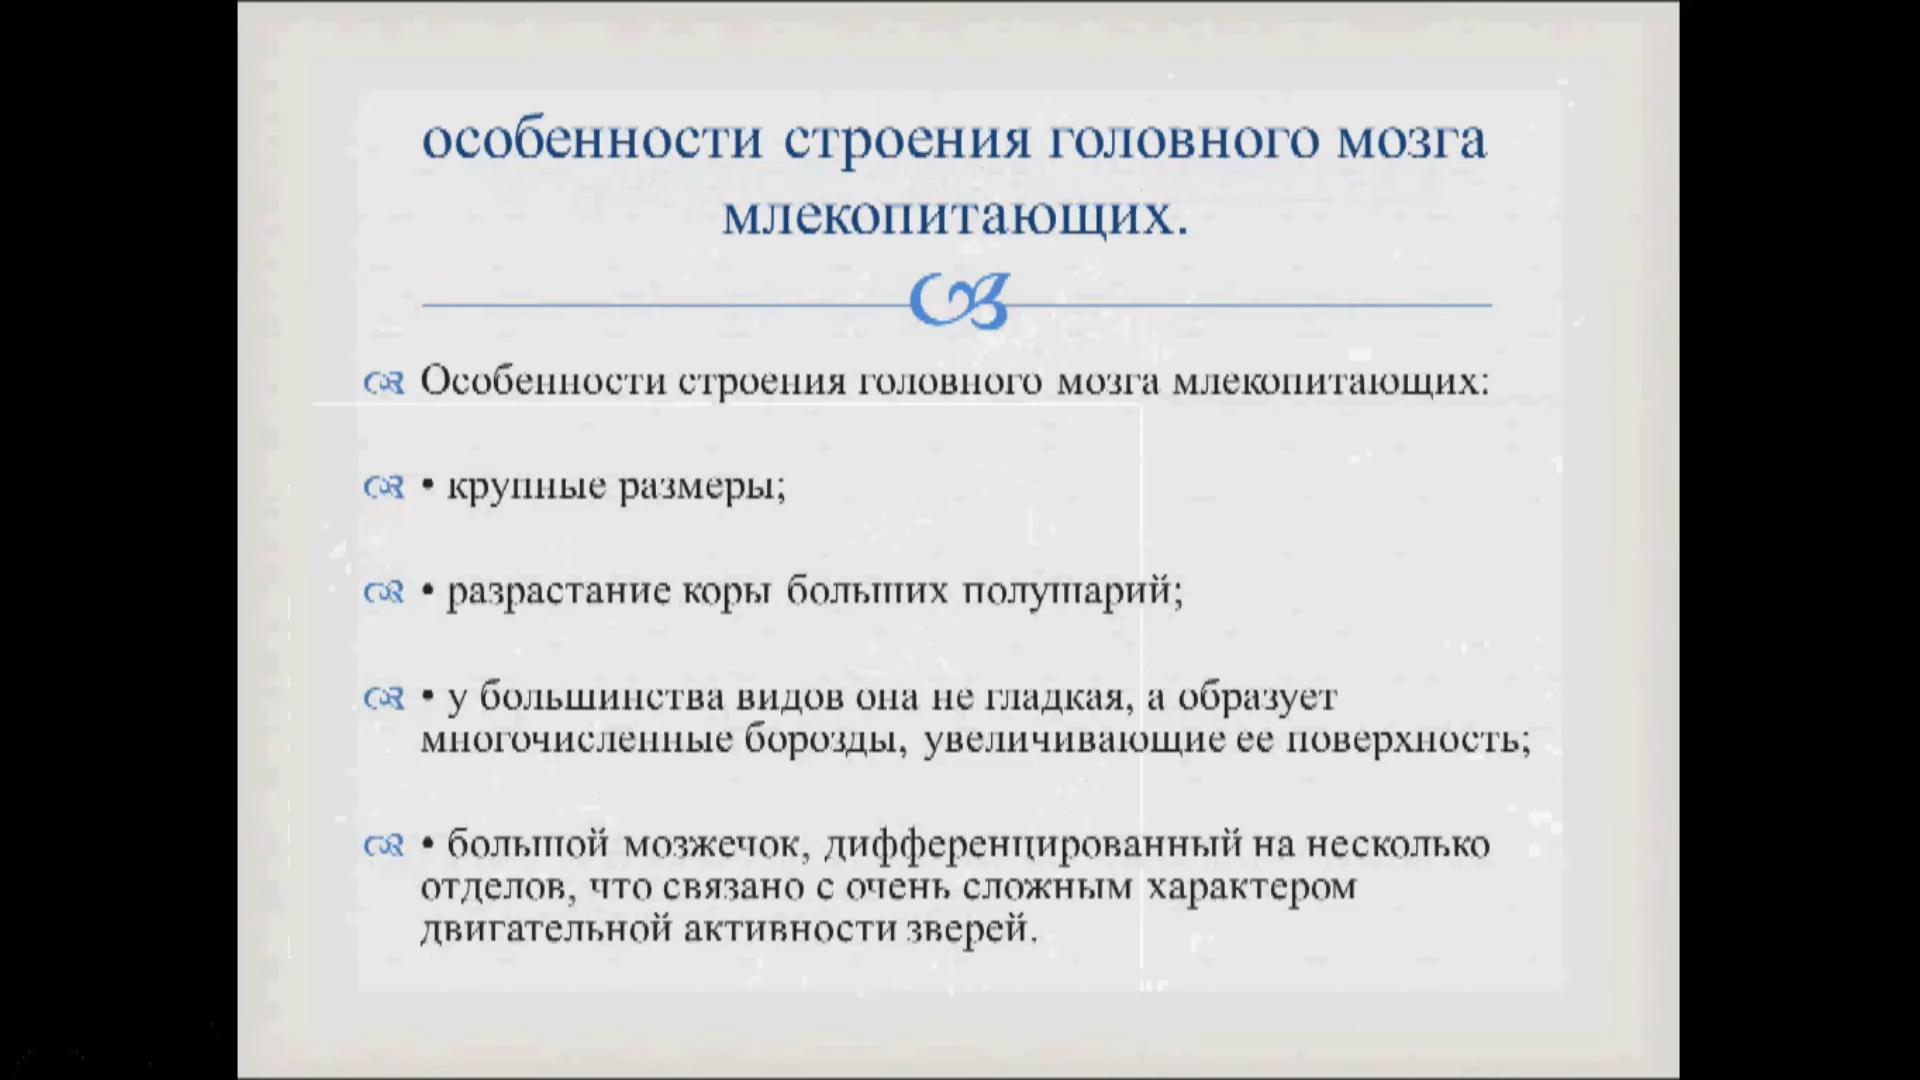 особенности строения головного мозга
млекопитающих.
Особенности строения головного мозга млекопитающих:
• крупные размеры;
• разрастание коры больших полушарий;
• у большинства видов она не гладкая, а образует
многочисленные борозды, увеличивающие ее поверхность;
• большой мозжечок, дифференцированный на несколько
отделов, что связано с очень сложным характером
двигательной активности зверей.